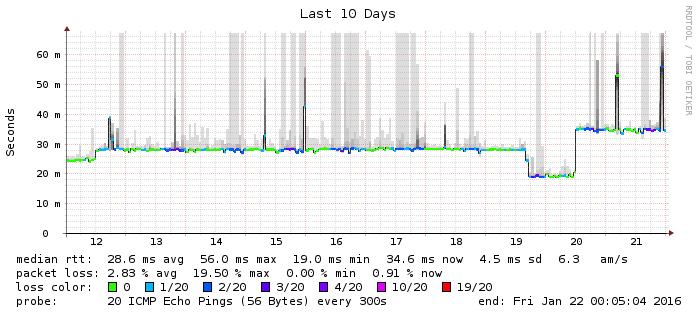 Last 10 Days
RRDTOOL / TOBI OETIKER
Seconds
60 m
50 m
40 m
30 m
20 m
10 m
0
12 13 14 15 16 17 18 19 20 21
median rtt: 28.6 ms avg 56.0 ms max 19.0 ms min 34.6 ms now 4.5 ms sd 6.3 am/s
packet loss: 2.83 % avg 19.50 % max 0.00 % min 0.91 % now
loss color: 0 1/20 2/20 3/20 4/20 10/20 19/20
probe: 20 ICMP Echo Pings (56 Bytes) every 300s end: Fri Jan 22 00:05:04 2016